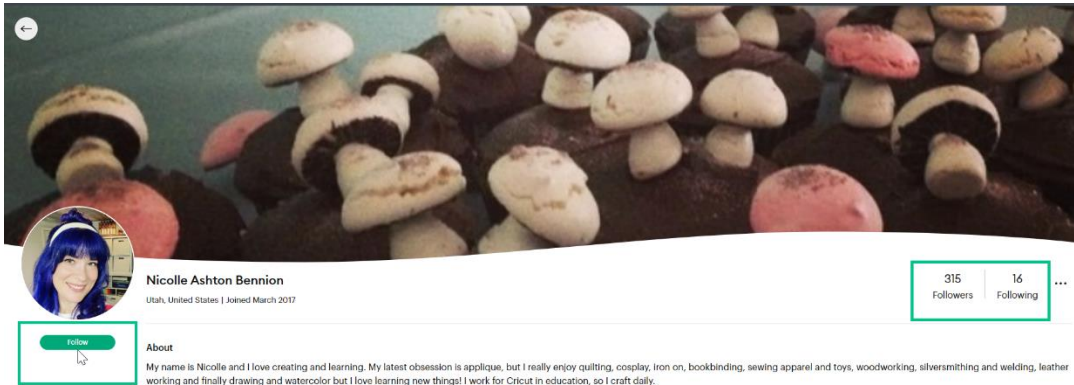 Nicolle Ashton Bennion
Utah, United States | Joined March 2017
315
Followers
16
Following
Follow
About
My name is Nicolle and I love creating and learning. My latest obsession is applique, but I really enjoy quilting, cosplay, iron on, bookbinding, sewing apparel and toys, woodworking, silversmithing and welding, leather
working and finally drawing and watercolor but I love learning new things! I work for Cricut in education, so I craft daily.